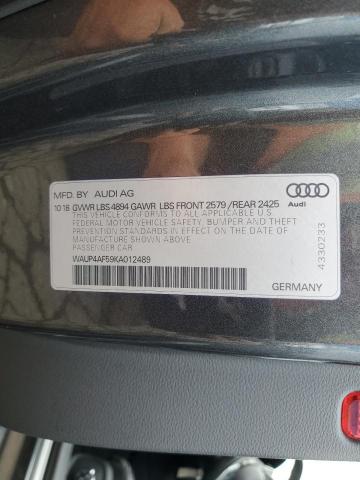 MFD. BY AUDI AG
10 18 GVWR LBS 4894 GAWR LBS FRONT 2579 /REAR 2425
THIS VEHICLE CONFORMS TO ALL APPLICABLE U.S.
FEDERAL MOTOR VEHICLE SAFETY, BUMPER AND THEFT
PREVENTION STANDARDS IN EFFECT ON THE DATE OF
MANUFACTURE SHOWN ABOVE
PASSENGER CAR
WAUP4AF59KA012489
Audi
4330233
GERMANY